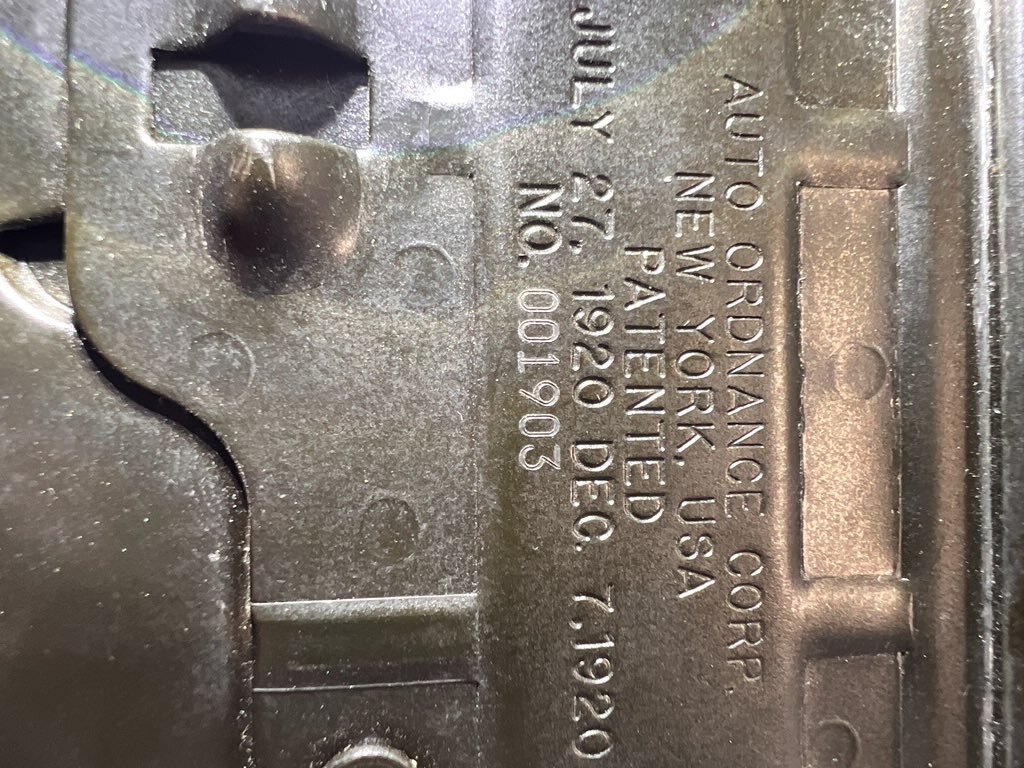 AUTO ORDNANCE CORP.
NEW YORK, USA
PATENTED
JULY 27, 1920 DEC. 7,1920
NO. 001903